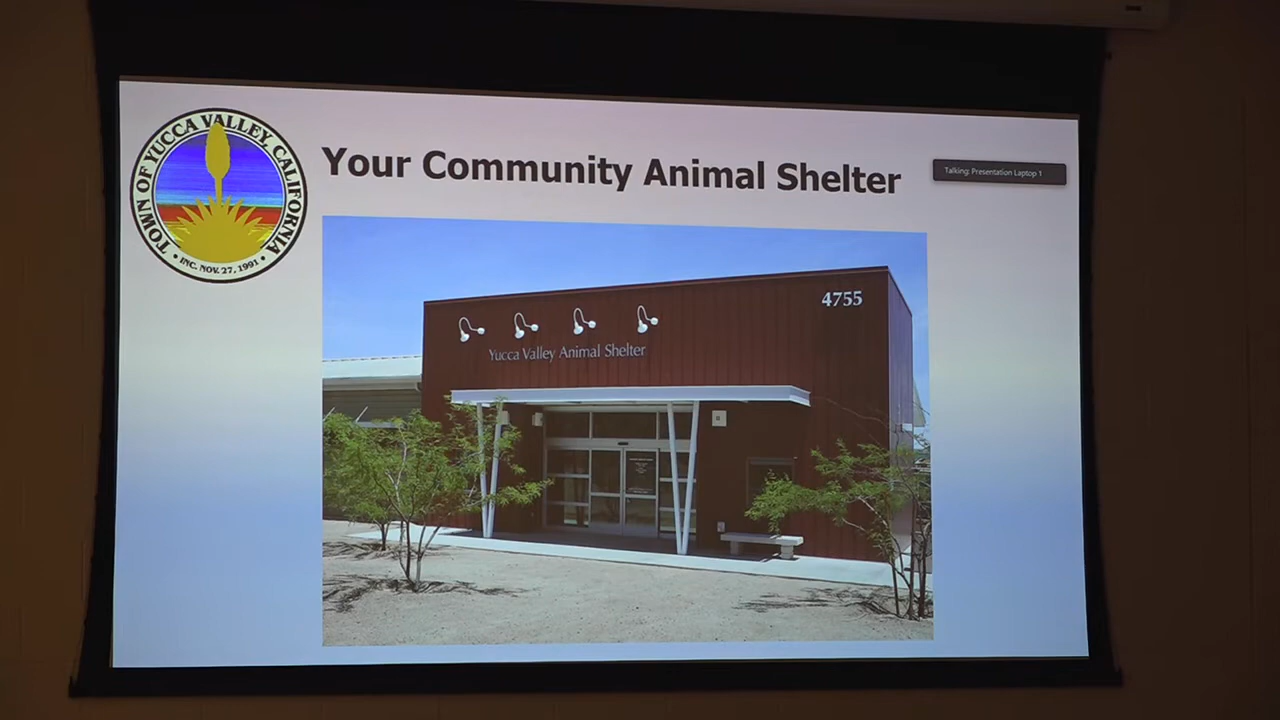 TOWN OF YUCCA VALLEY, CALIFORNIA
• INC. NOV. 27, 1991 •
Your Community Animal Shelter
Talking: Presentation Laptop 1
4755
Yucca Valley Animal Shelter